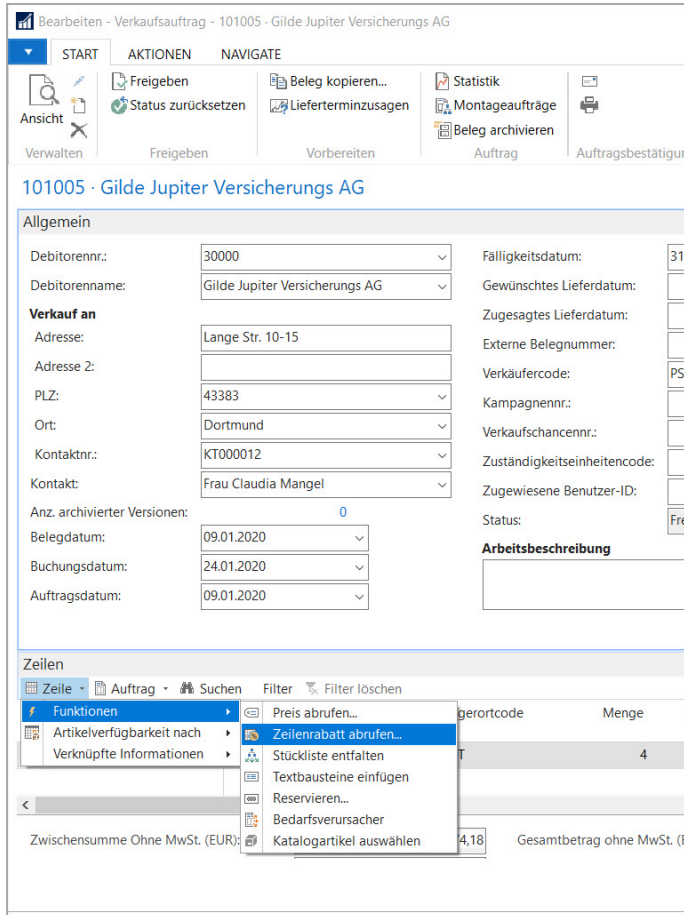 Bearbeiten - Verkaufsauftrag - 101005 · Gilde Jupiter Versicherungs AG
START AKTIONEN NAVIGATE
Ansicht
Freigeben
Status zurücksetzen
Beleg kopieren...
Lieferterminzusagen
Statistik
Montageaufträge
Beleg archivieren
Verwalten Freigeben Vorbereiten Auftrag Auftragsbestätigun
101005 · Gilde Jupiter Versicherungs AG
Allgemein
Debitorennr.: 30000
Debitorenname: Gilde Jupiter Versicherungs AG
Verkauf an
Adresse: Lange Str. 10-15
Adresse 2:
PLZ: 43383
Ort: Dortmund
Kontaktnr.: KT000012
Kontakt: Frau Claudia Mangel
Anz. archivierter Versionen: 0
Belegdatum: 09.01.2020
Buchungsdatum: 24.01.2020
Auftragsdatum: 09.01.2020
Fälligkeitsdatum: 31
Gewünschtes Lieferdatum:
Zugesagtes Lieferdatum:
Externe Belegnummer:
Verkäufercode: PS
Kampagnennr.:
Verkaufschancennr.:
Zuständigkeitseinheitencode:
Zugewiesene Benutzer-ID:
Status: Fre
Arbeitsbeschreibung
Zeilen
Zeile Auftrag Suchen Filter Filter löschen
Funktionen
Artikelverfügbarkeit nach
Verknüpfte Informationen
Preis abrufen...
Zeilenrabatt abrufen...
Stückliste entfalten
Textbausteine einfügen
Reservieren...
Bedarfsverursacher
Katalogartikel auswählen
gerortcode Menge
T 4
Zwischensumme Ohne MwSt. (EUR): 4,18 Gesamtbetrag ohne MwSt. (E